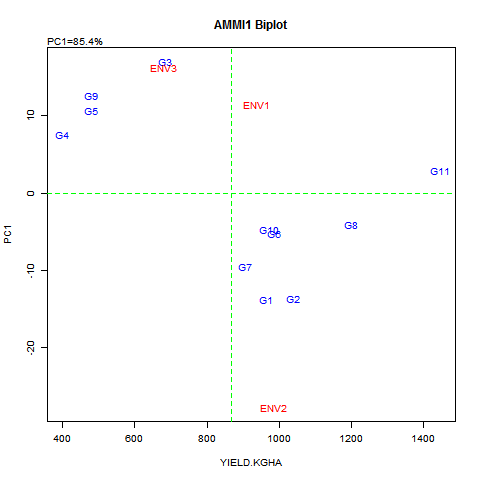 AMMI1 Biplot
PC1=85.4%
G3
ENV3
G9
ENV1
G5
G4
G11
G8
G10
G6
G7
G1
G2
ENV2
10
0
-10
-20
PC1
400 600 800 1000 1200 1400
YIELD.KGHA